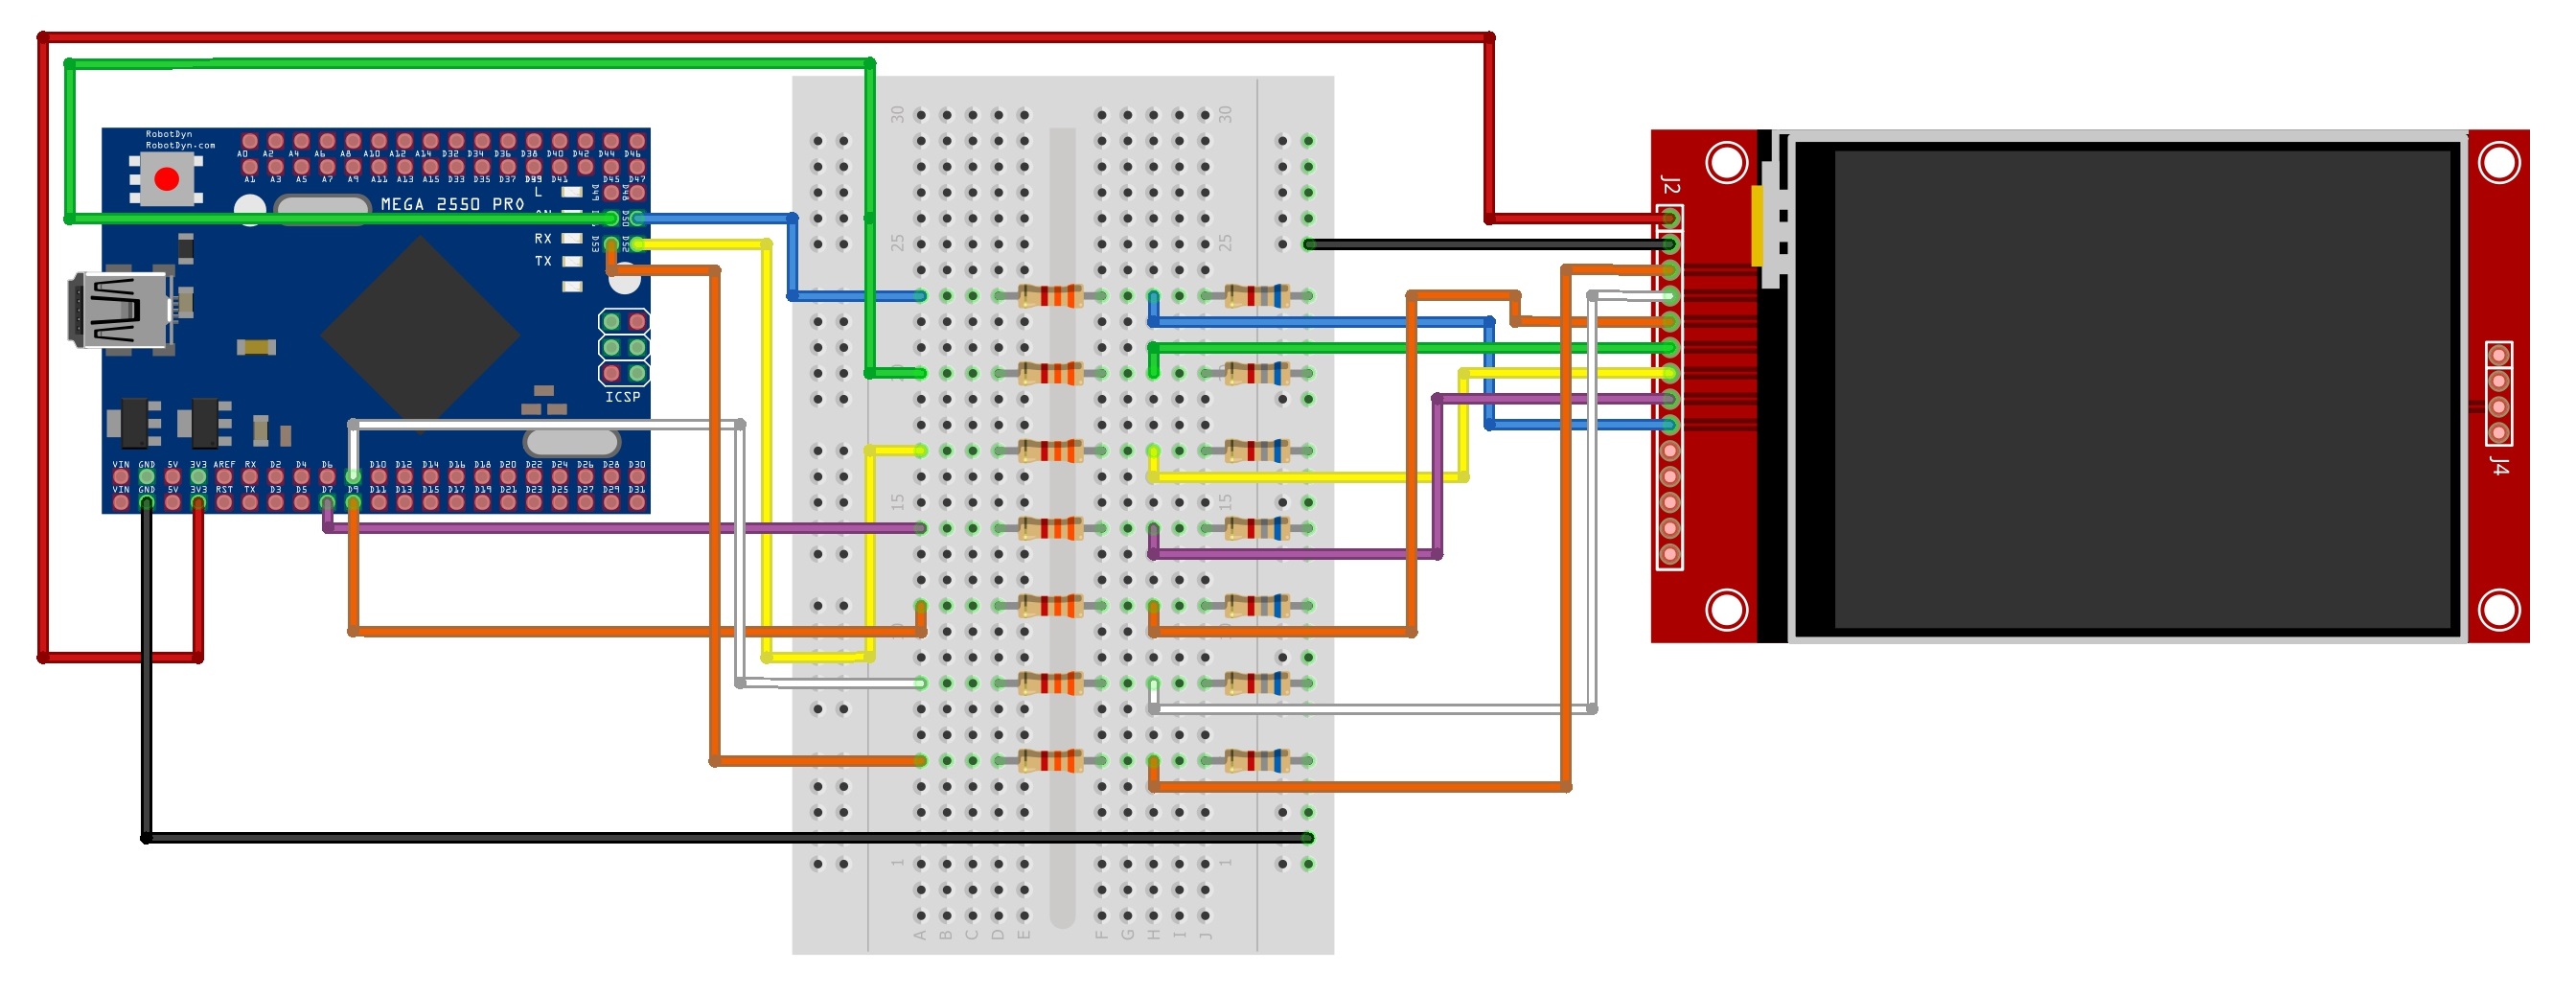 RobotDyn
RobotDyn.com
A0 A2 A4 A6 A8 A10 A12 A14 D32 D34 D36 D38 D40 D42 D44 D46
A1 A3 A5 A7 A9 A11 A13 A15 D33 D35 D37 D39 D41
D45 D47
D49 D48
L
MEGA 2550 PRO
ON
D50
RX
D53 D52
TX
ICSP
VIN GND 5V 3V3 AREF RX D2 D4 D6 D8 D10 D12 D14 D16 D18 D20 D22 D24 D26 D28 D30
VIN GND 5V 3V3 RST TX D3 D5 D7 D9 D11 D13 D15 D17 D19 D21 D23 D25 D27 D29 D31
30 30
25 25
15 15
1 1
A B C D E F G H I J
J2
J4